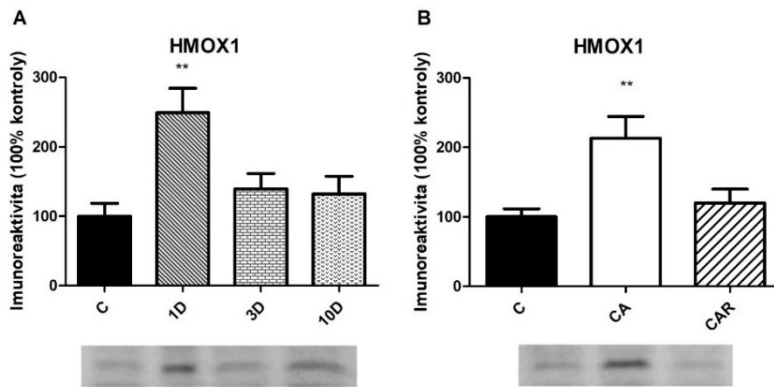 A
HMOX1
Imunoreaktivita (100% kontroly)
300
200
100
0
**
C
1D
3D
10D
B
HMOX1
Imunoreaktivita (100% kontroly)
300
200
100
0
**
C
CA
CAR